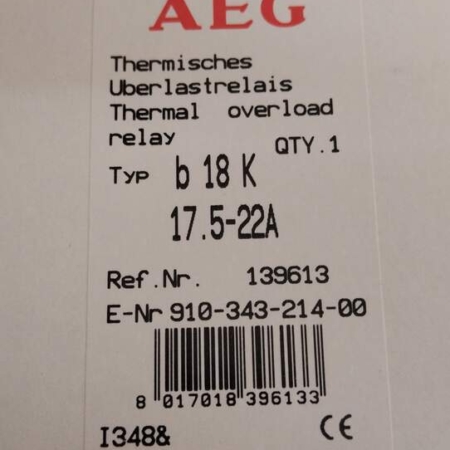 AEG
Thermisches
Uberlastrelais
Thermal overload
relay
QTY.1
Typ b 18 K
17.5-22A
Ref.Nr. 139613
E-Nr 910-343-214-00
8 017018 396133
I348& CE